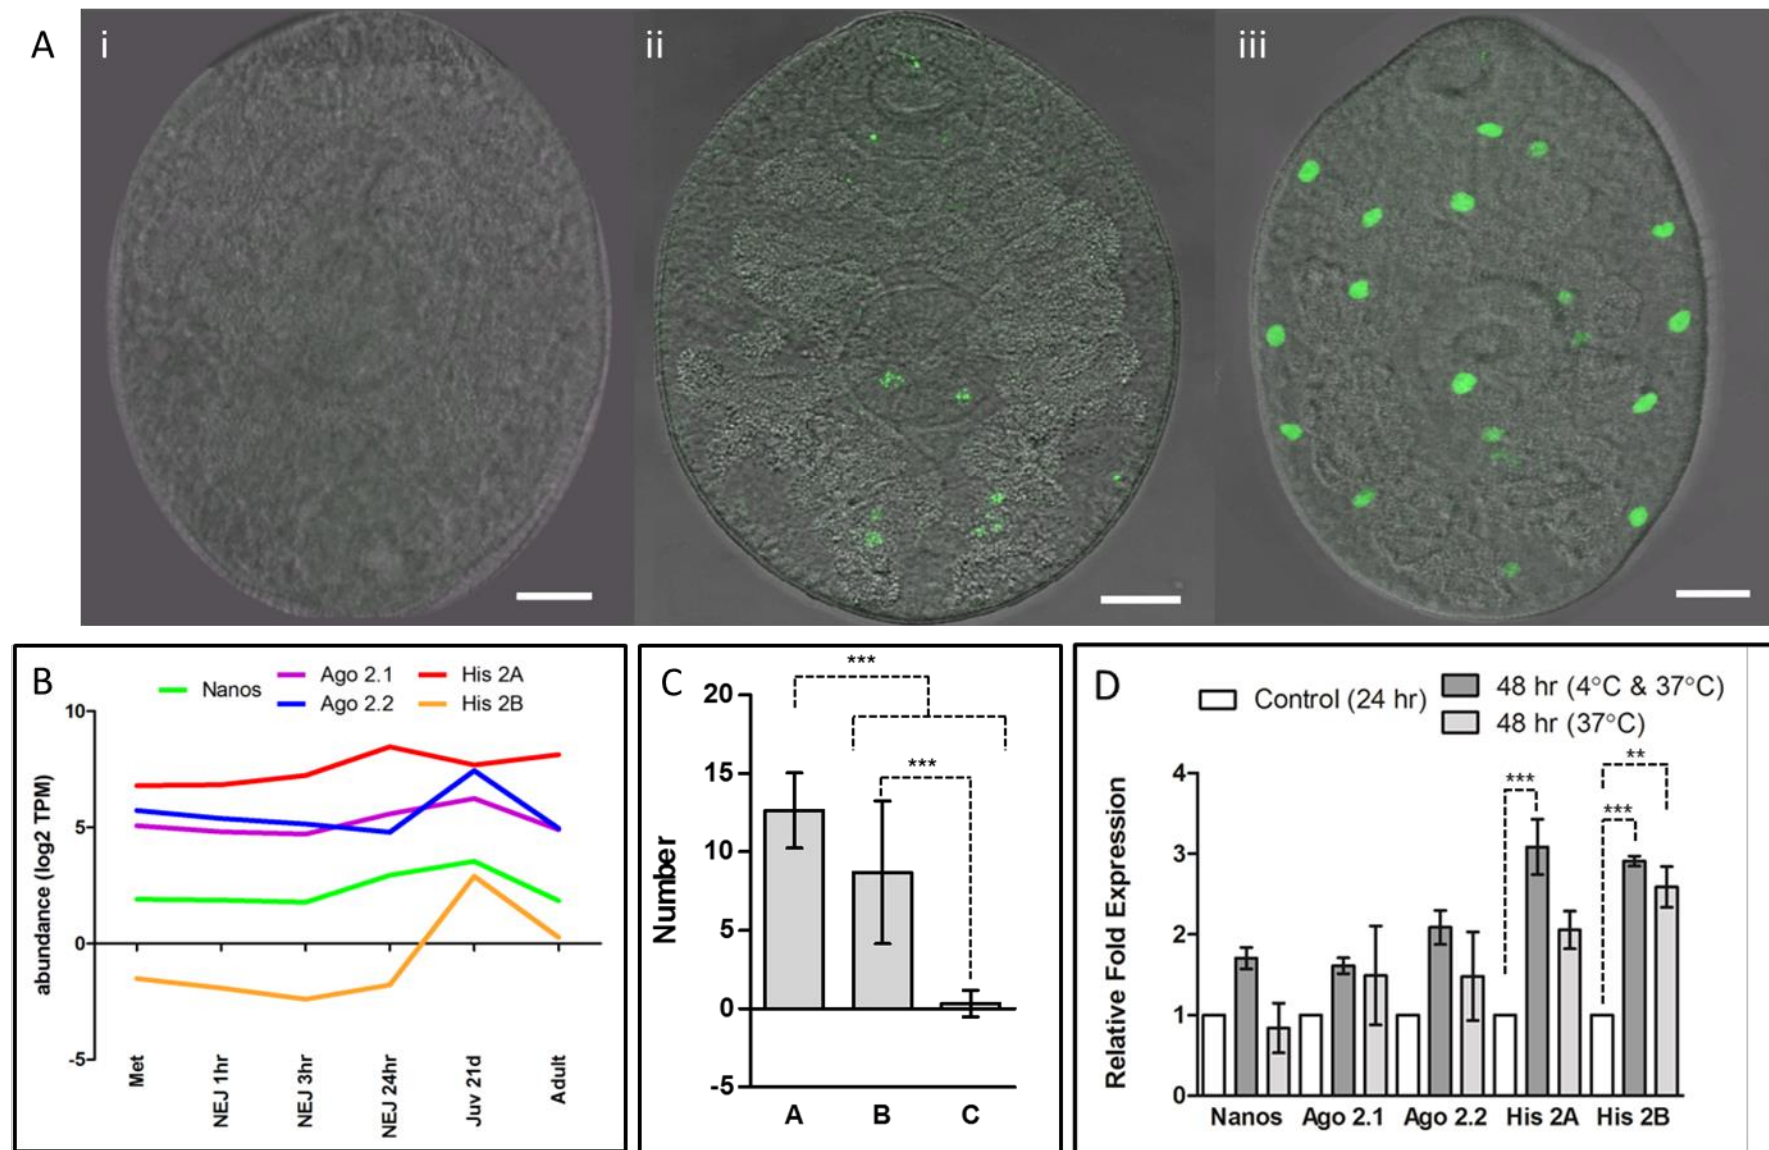 A
i
ii
iii
B
Nanos
Ago 2.1
His 2A
Ago 2.2
His 2B
10
5
0
-5
abundance (log2 TPM)
Met
NEJ 1hr
NEJ 3hr
NEJ 24hr
Juv 21d
Adult
C
***
***
20
15
10
5
0
-5
Number
A
B
C
D
Control (24 hr)
48 hr (4°C & 37°C)
48 hr (37°C)
4
3
2
1
0
Relative Fold Expression
***
**
***
Nanos
Ago 2.1
Ago 2.2
His 2A
His 2B